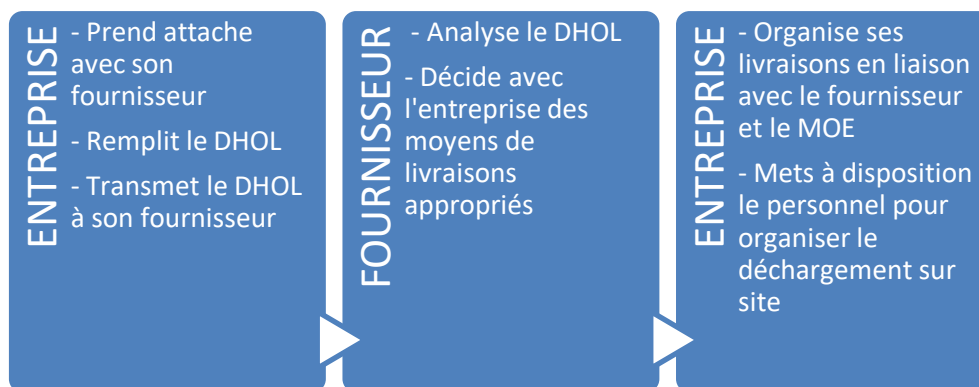 ENTREPRISE
- Prend attache
avec son
fournisseur
- Remplit le DHOL
- Transmet le DHOL
à son fournisseur
FOURNISSEUR
- Analyse le DHOL
- Décide avec
l'entreprise des
moyens de
livraisons
appropriés
ENTREPRISE
- Organise ses
livraisons en liaison
avec le fournisseur
et le MOE
- Mets à disposition
le personnel pour
organiser le
déchargement sur
site